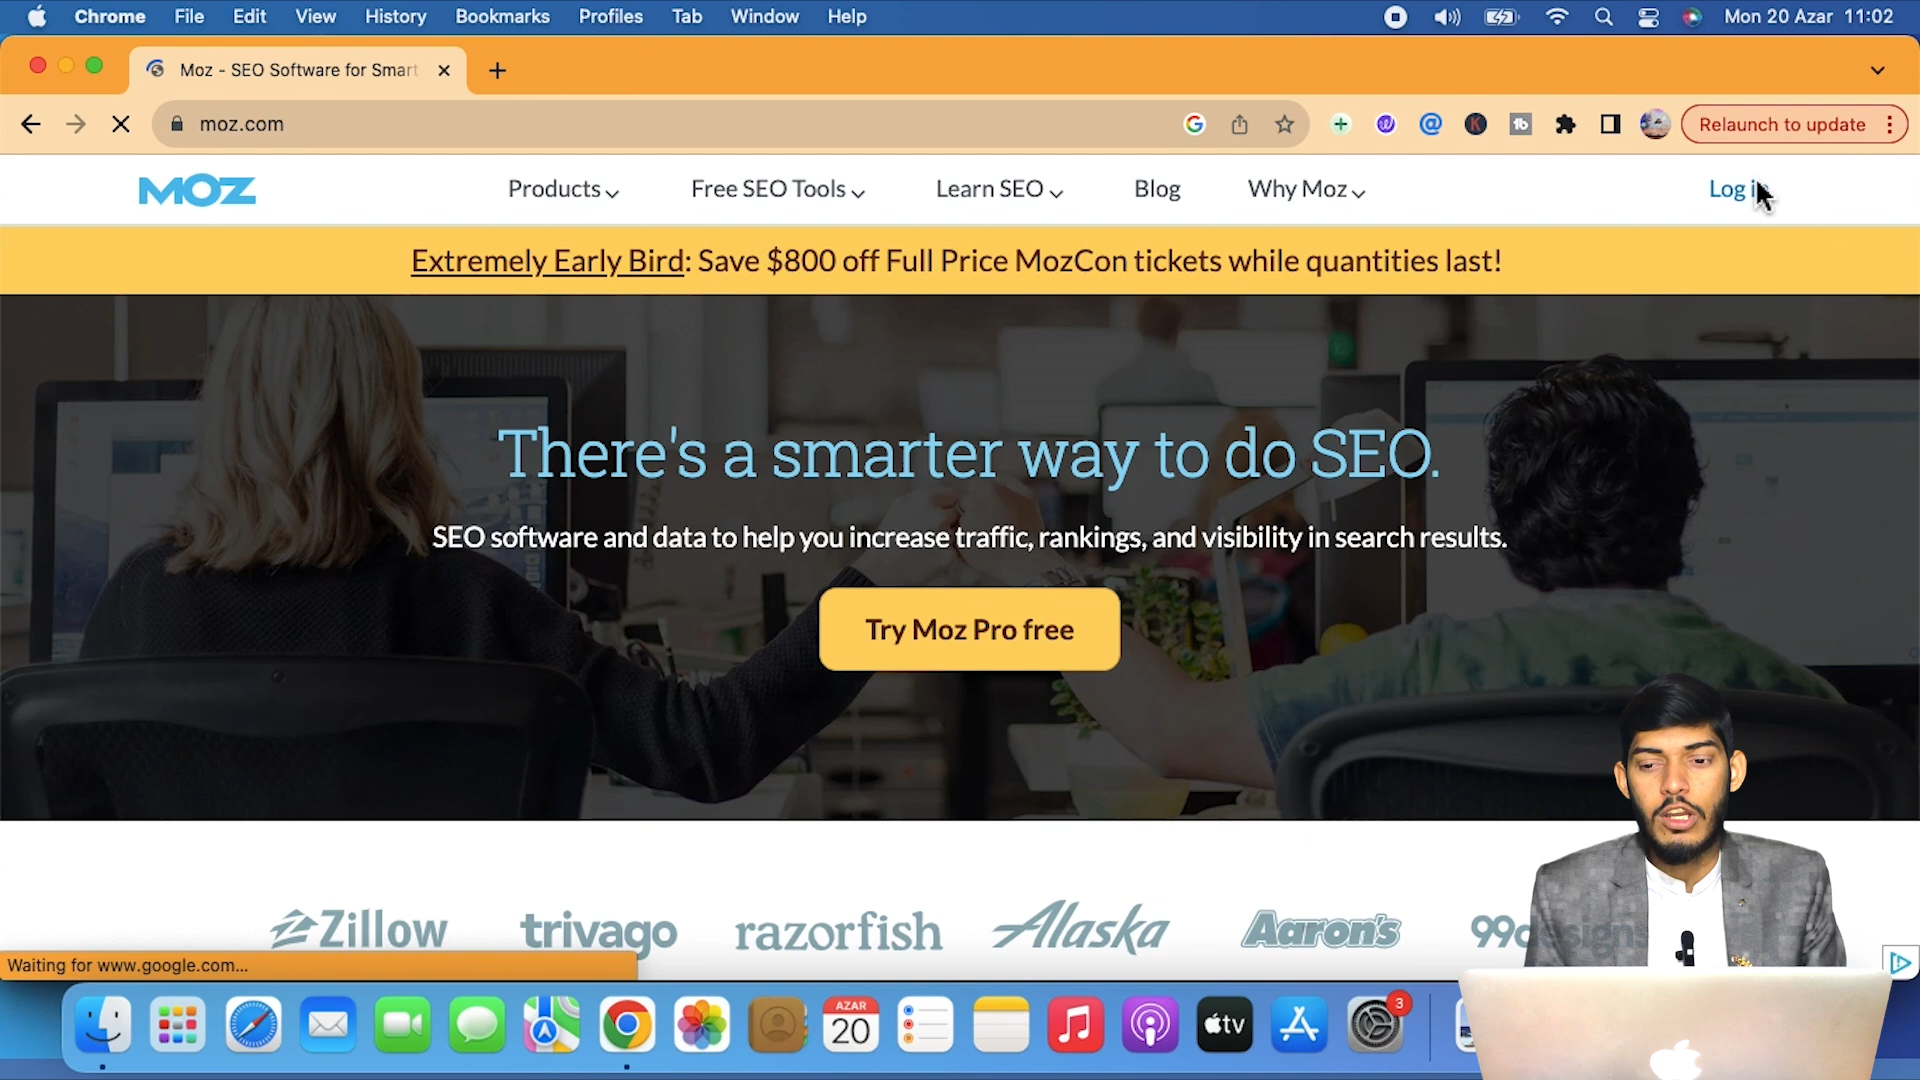 Chrome File Edit View History Bookmarks Profiles Tab Window Help Mon 20 Azar 11:02
Moz - SEO Software for Smart
moz.com
Relaunch to update
MOZ Products Free SEO Tools Learn SEO Blog Why Moz Log in
Extremely Early Bird: Save $800 off Full Price MozCon tickets while quantities last!
There's a smarter way to do SEO.
SEO software and data to help you increase traffic, rankings, and visibility in search results.
Try Moz Pro free
Zillow trivago razorfish Alaska Aaron's 99designs
Waiting for www.google.com...
AZAR
20
tv
3